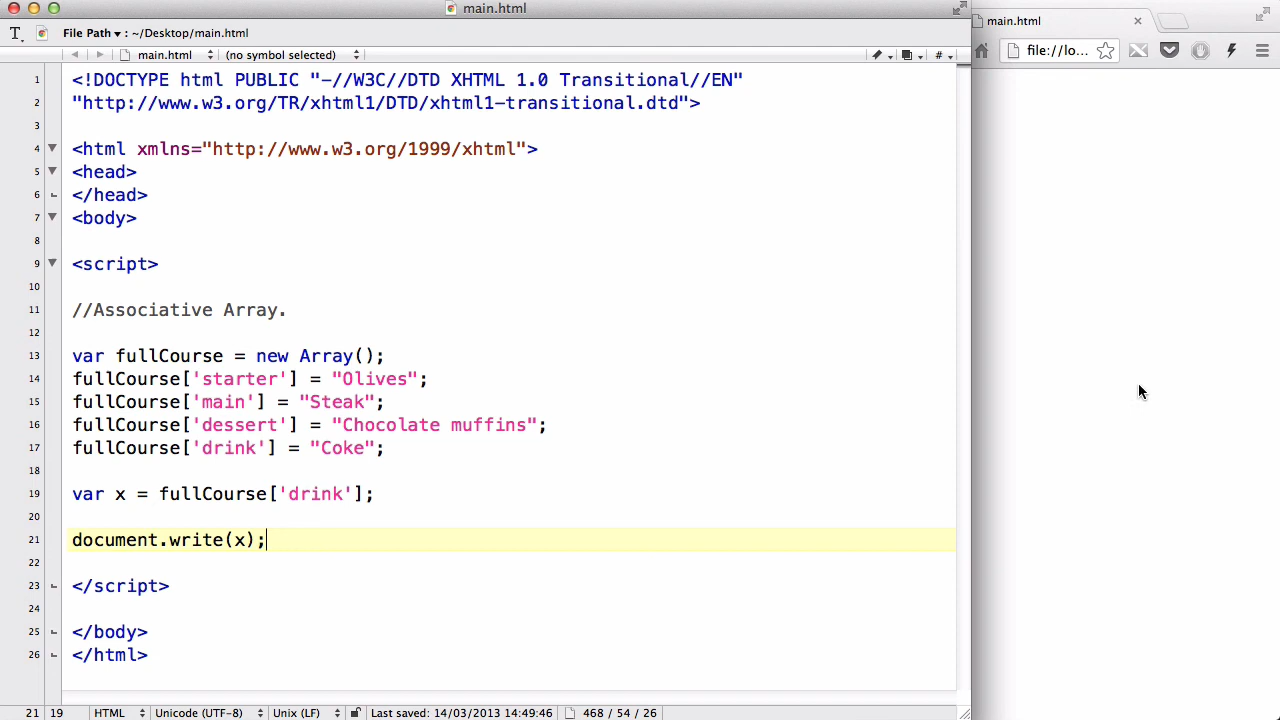 main.html
File Path ▾ : ~/Desktop/main.html
main.html (no symbol selected) #
1 <!DOCTYPE html PUBLIC "-//W3C//DTD XHTML 1.0 Transitional//EN"
2 "http://www.w3.org/TR/xhtml1/DTD/xhtml1-transitional.dtd">
3
4 <html xmlns="http://www.w3.org/1999/xhtml">
5 <head>
6 </head>
7 <body>
8
9 <script>
10
11 //Associative Array.
12
13 var fullCourse = new Array();
14 fullCourse['starter'] = "Olives";
15 fullCourse['main'] = "Steak";
16 fullCourse['dessert'] = "Chocolate muffins";
17 fullCourse['drink'] = "Coke";
18
19 var x = fullCourse['drink'];
20
21 document.write(x);
22
23 </script>
24
25 </body>
26 </html>
21 19 HTML Unicode (UTF-8) Unix (LF) Last saved: 14/03/2013 14:49:46 468 / 54 / 26
main.html
file://lo...